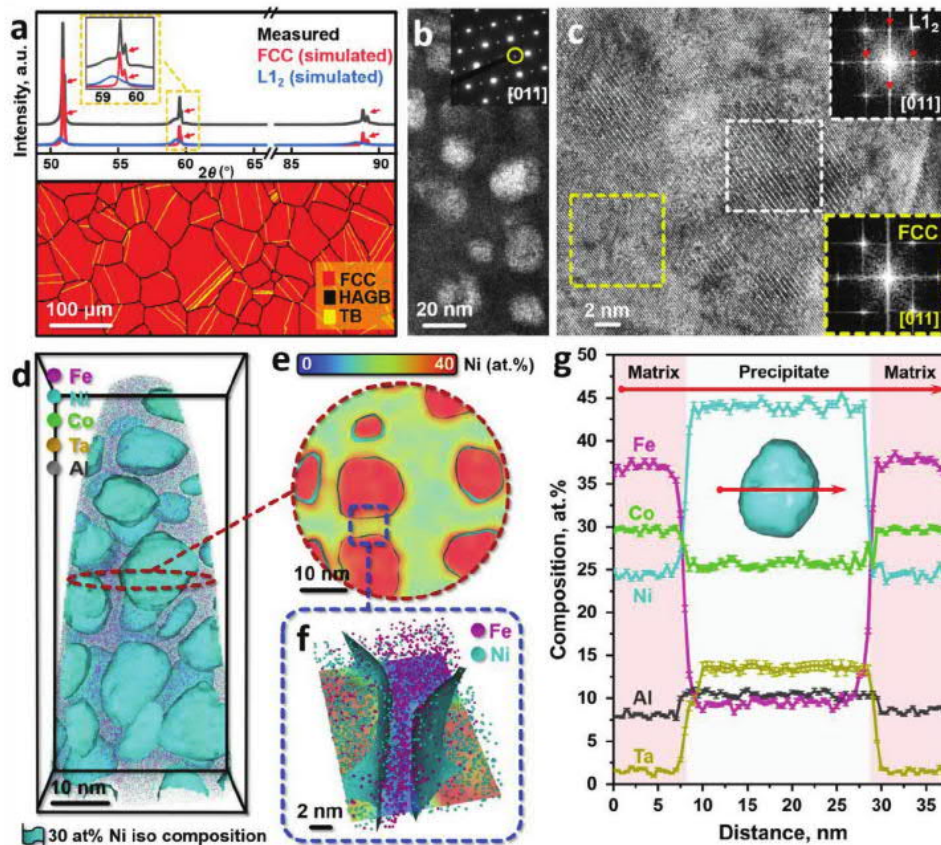 a
Intensity, a.u.
Measured
FCC (simulated)
L1₂ (simulated)
59 60
50 55 60 65 85 90
2θ (°)
FCC
HAGB
TB
100 µm
b
[011]
20 nm
c
L1₂
[011]
FCC
[011]
2 nm
d
Fe
Ni
Co
Ta
Al
10 nm
30 at% Ni iso composition
e
0 40 Ni (at.%)
10 nm
f
Fe
Ni
2 nm
g
Composition, at.%
50
45
40
35
30
25
20
15
10
5
0
Matrix Precipitate Matrix
Fe
Co
Ni
Al
Ta
0 5 10 15 20 25 30 35
Distance, nm